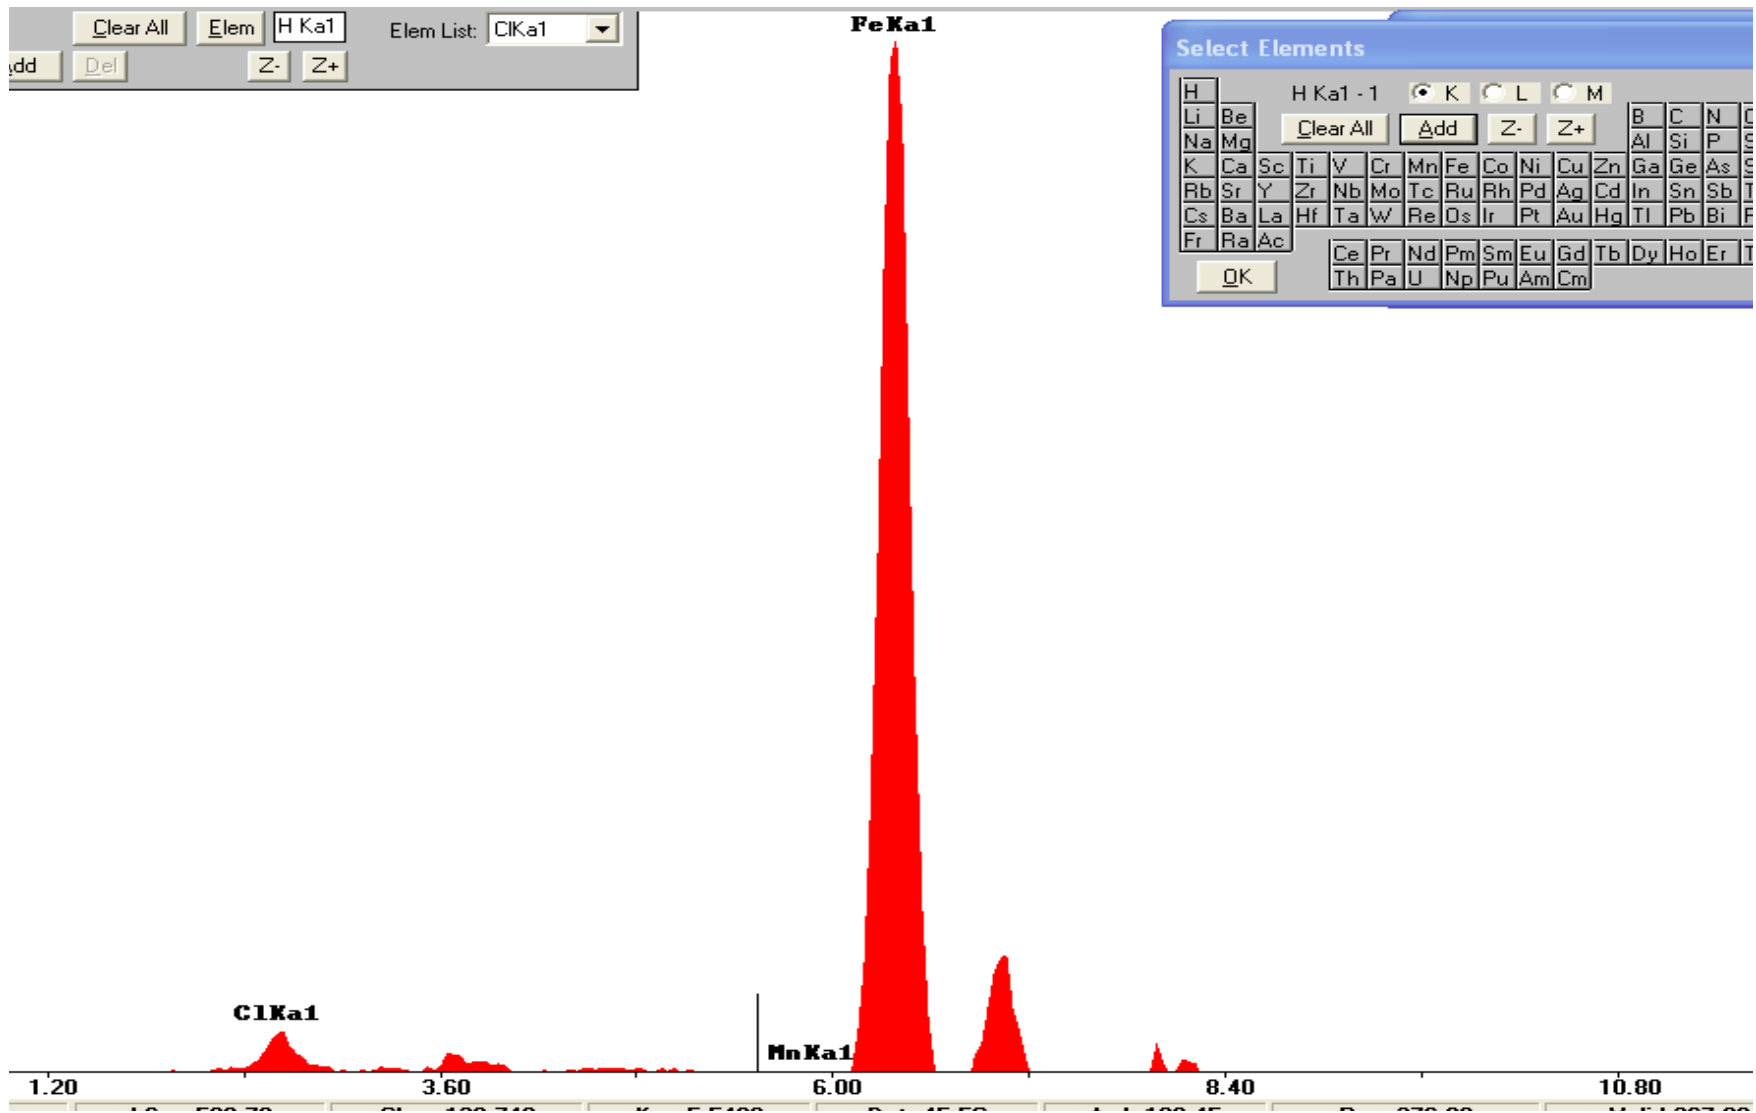 Clear All Elem H Ka1 Elem List: ClKa1
Del Z- Z+
FeKa1
Select Elements
H Ka1 - 1 K L M
Clear All Add Z- Z+
H
Li Be B C N
Na Mg Al Si P
K Ca Sc Ti V Cr Mn Fe Co Ni Cu Zn Ga Ge As
Rb Sr Y Zr Nb Mo Tc Ru Rh Pd Ag Cd In Sn Sb
Cs Ba La Hf Ta W Re Os Ir Pt Au Hg Tl Pb Bi
Fr Ra Ac
Ce Pr Nd Pm Sm Eu Gd Tb Dy Ho Er
Th Pa U Np Pu Am Cm
OK
ClKa1
MnKa1
1.20 3.60 6.00 8.40 10.80